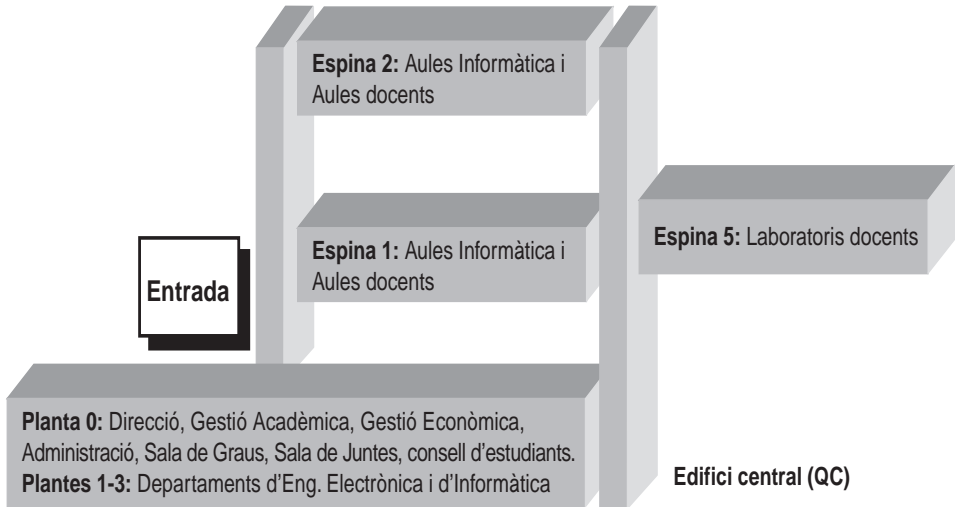 Espina 2: Aules Informàtica i
Aules docents
Espina 1: Aules Informàtica i
Aules docents
Espina 5: Laboratoris docents
Entrada
Planta 0: Direcció, Gestió Acadèmica, Gestió Econòmica,
Administració, Sala de Graus, Sala de Juntes, consell d’estudiants.
Plantes 1-3: Departaments d’Eng. Electrònica i d’Informàtica
Edifici central (QC)